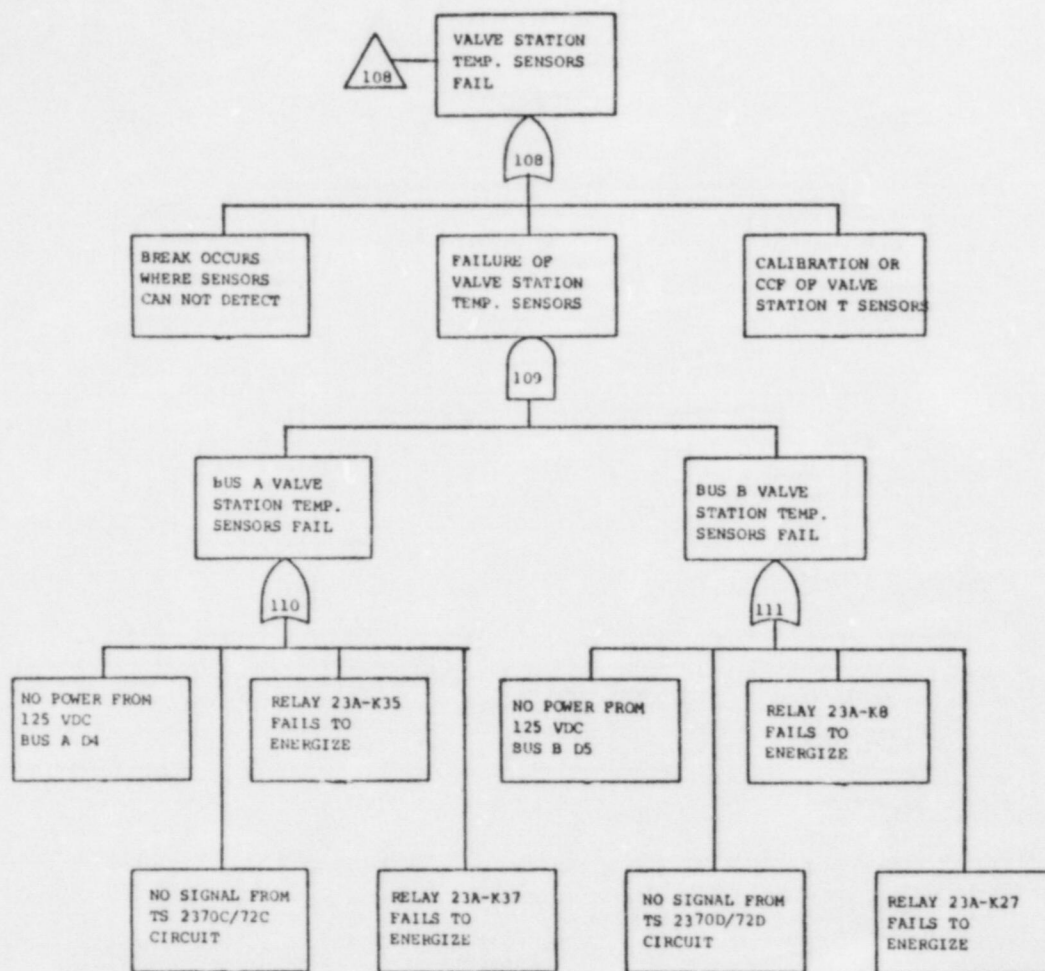 VALVE STATION
TEMP. SENSORS
FAIL
108
108
BREAK OCCURS
WHERE SENSORS
CAN NOT DETECT
FAILURE OF
VALVE STATION
TEMP. SENSORS
CALIBRATION OR
CCF OF VALVE
STATION T SENSORS
109
BUS A VALVE
STATION TEMP.
SENSORS FAIL
BUS B VALVE
STATION TEMP.
SENSORS FAIL
110
111
NO POWER FROM
125 VDC
BUS A D4
RELAY 23A-K35
FAILS TO
ENERGIZE
NO POWER FROM
125 VDC
BUS B D5
RELAY 23A-K8
FAILS TO
ENERGIZE
NO SIGNAL FROM
TS 2370C/72C
CIRCUIT
RELAY 23A-K37
FAILS TO
ENERGIZE
NO SIGNAL FROM
TS 2370D/72D
CIRCUIT
RELAY 23A-K27
FAILS TO
ENERGIZE